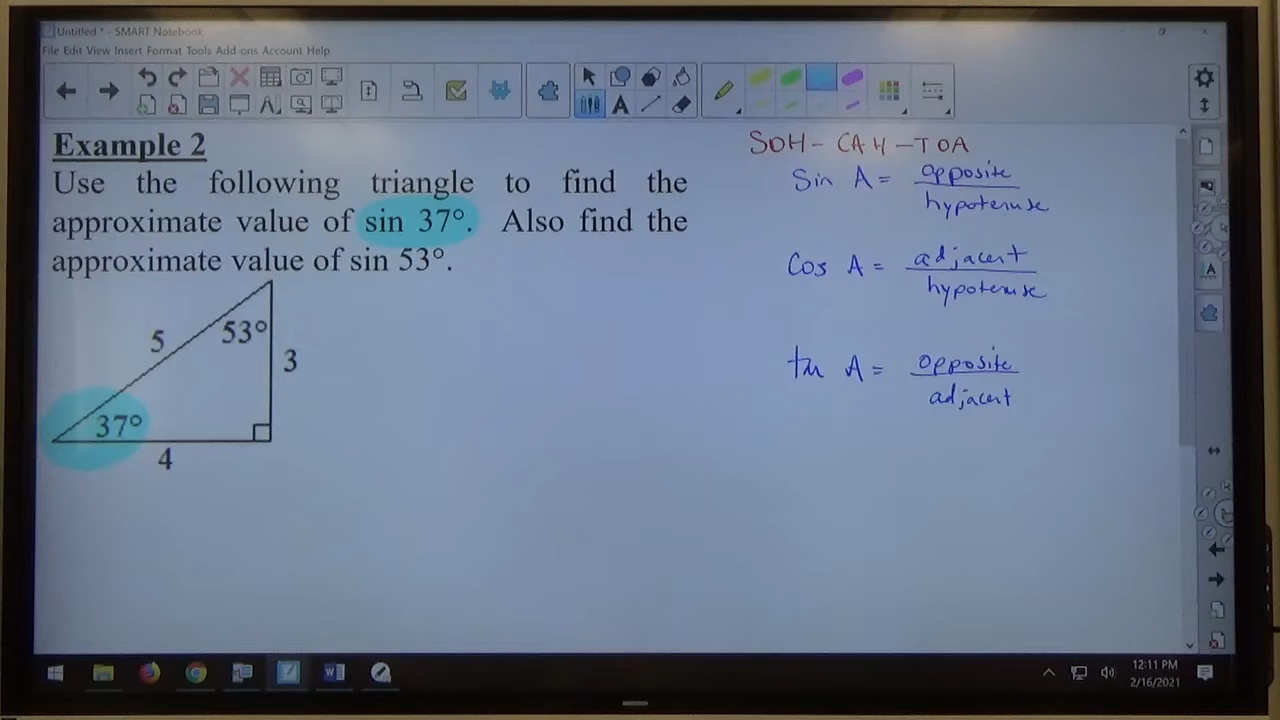 Untitled * - SMART Notebook
File Edit View Insert Format Tools Add-ons Account Help
Example 2
Use the following triangle to find the
approximate value of sin 37°. Also find the
approximate value of sin 53°.
5
53°
3
37°
4
SOH - CAH - TOA
Sin A = opposite
hypotenuse
Cos A = adjacent
hypotenuse
tan A = opposite
adjacent
12:11 PM
2/16/2021